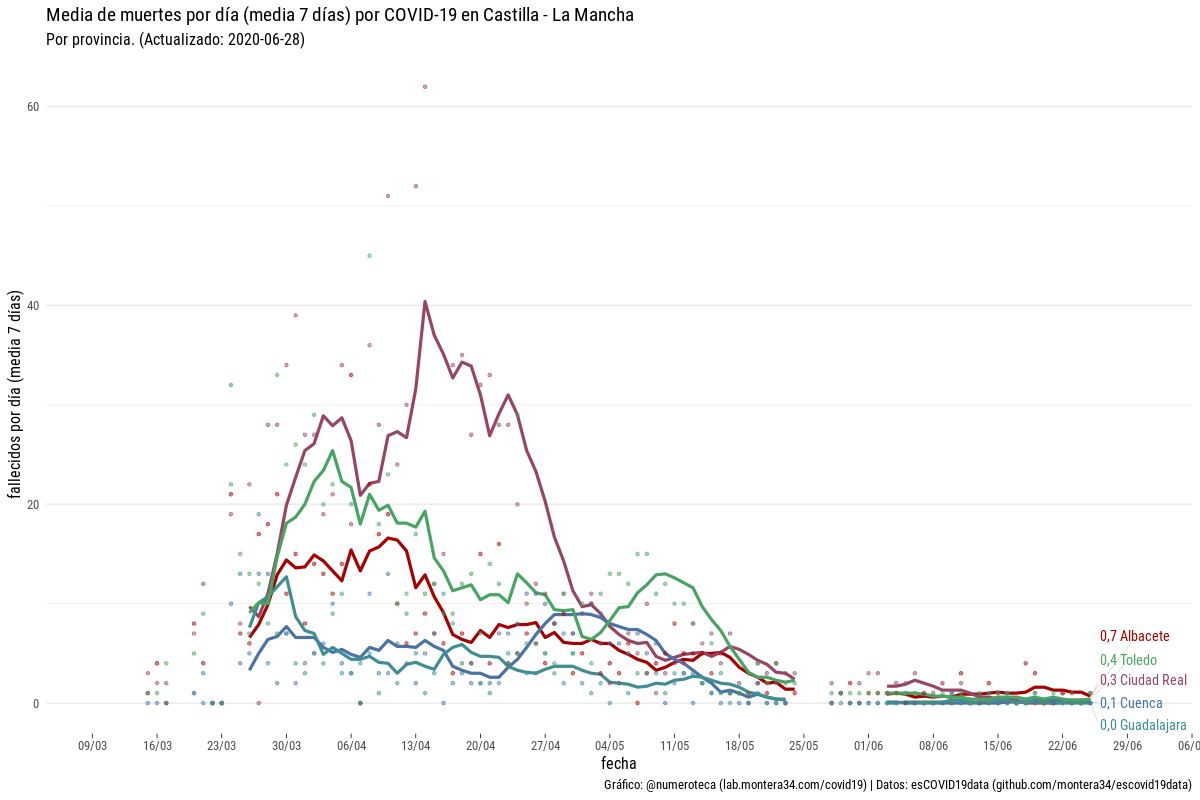 Media de muertes por día (media 7 días) por COVID-19 en Castilla - La Mancha
Por provincia. (Actualizado: 2020-06-28)
fallecidos por día (media 7 días)
60
40
20
0
0,7 Albacete
0,4 Toledo
0,3 Ciudad Real
0,1 Cuenca
0,0 Guadalajara
09/03 16/03 23/03 30/03 06/04 13/04 20/04 27/04 04/05 11/05 18/05 25/05 01/06 08/06 15/06 22/06 29/06 06/0
fecha
Gráfico: @numeroteca (lab.montera34.com/covid19) | Datos: esCOVID19data (github.com/montera34/escovid19data)